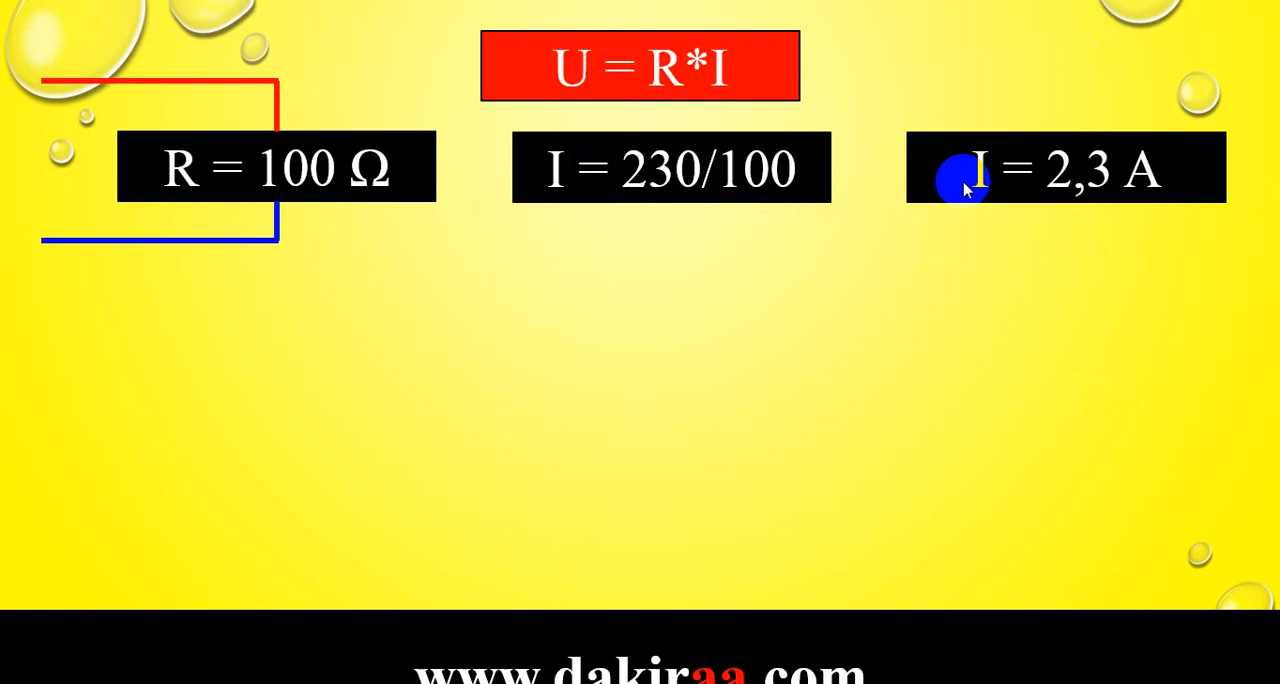 U = R*I
R = 100 Ω
I = 230/100
I = 2,3 A
www.dakiraa.com